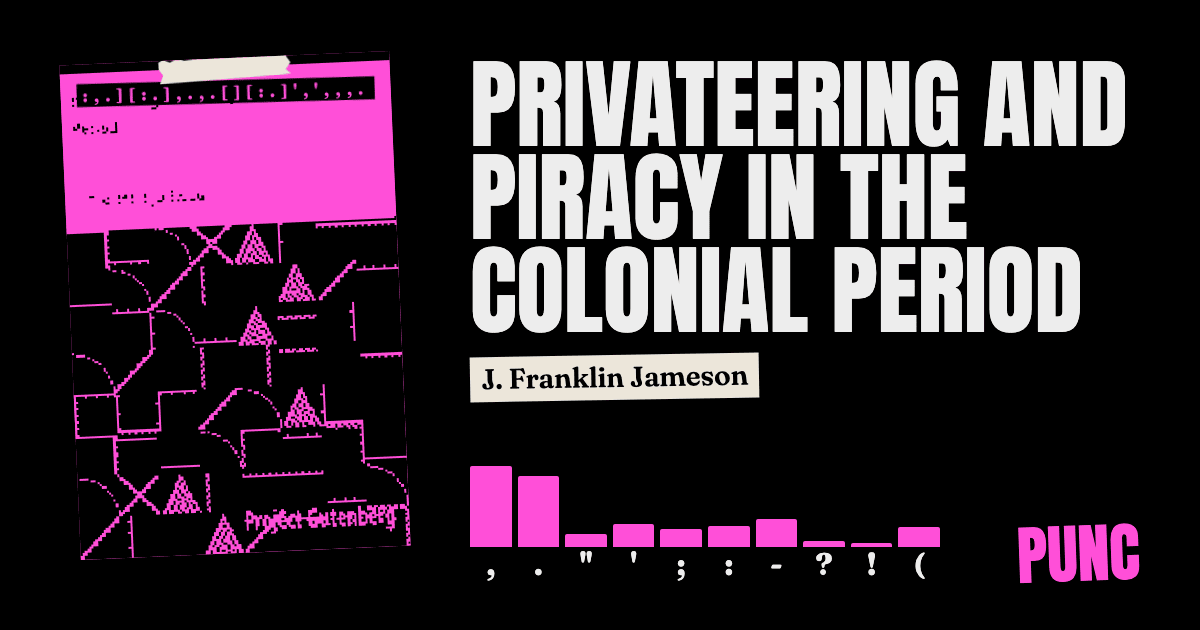 :,.][:.],.,.[][:.]',',,,.
Project Gutenberg
PRIVATEERING AND
PIRACY IN THE
COLONIAL PERIOD
J. Franklin Jameson
, . " ' ; : - ? ! (
PUNC